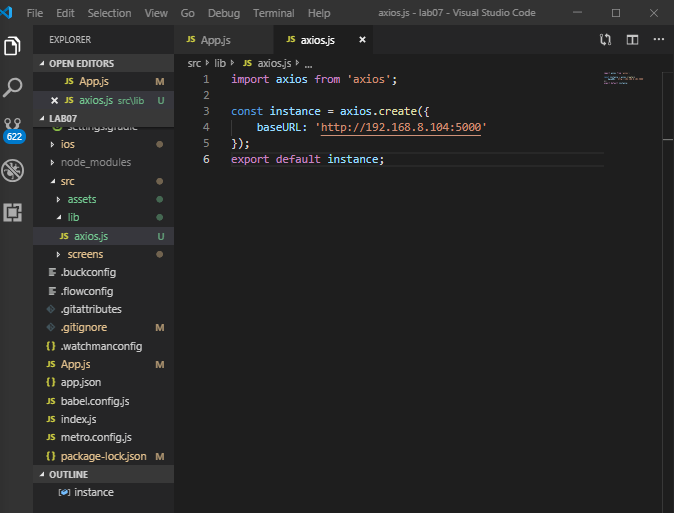 File Edit Selection View Go Debug Terminal Help axios.js - lab07 - Visual Studio Code
EXPLORER
OPEN EDITORS
App.js M
axios.js src\lib U
LAB07
settings.gradle
ios
node_modules
src
assets
lib
JS axios.js U
screens
.buckconfig
.flowconfig
.gitattributes
.gitignore M
{} .watchmanconfig
JS App.js M
{} app.json
JS babel.config.js
JS index.js
JS metro.config.js
{} package-lock.json
OUTLINE
instance
622
JS App.js JS axios.js
src › lib › JS axios.js › ...
1 import axios from 'axios';
2
3 const instance = axios.create({
4 baseURL: 'http://192.168.8.104:5000'
5 });
6 export default instance;